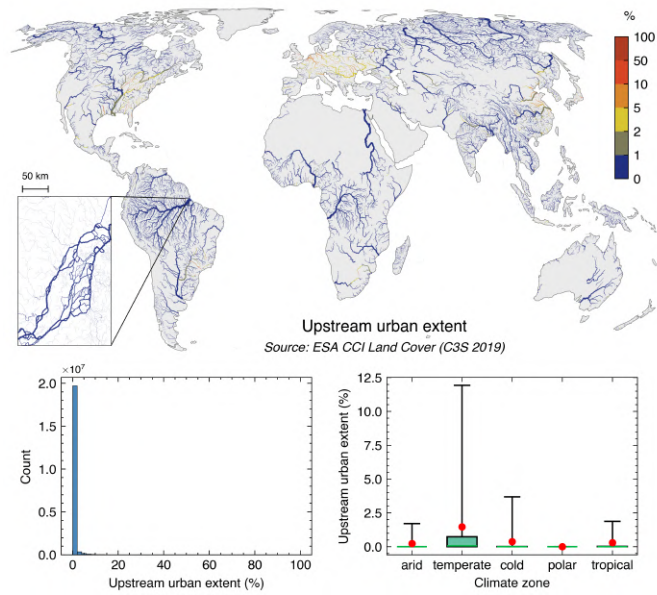 %
100
50
10
5
2
1
0
50 km
Upstream urban extent
Source: ESA CCI Land Cover (C3S 2019)
×10⁷
2.0
1.5
1.0
0.5
0.0
Count
0 20 40 60 80 100
Upstream urban extent (%)
12.5
10.0
7.5
5.0
2.5
0.0
Upstream urban extent (%)
arid temperate cold polar tropical
Climate zone